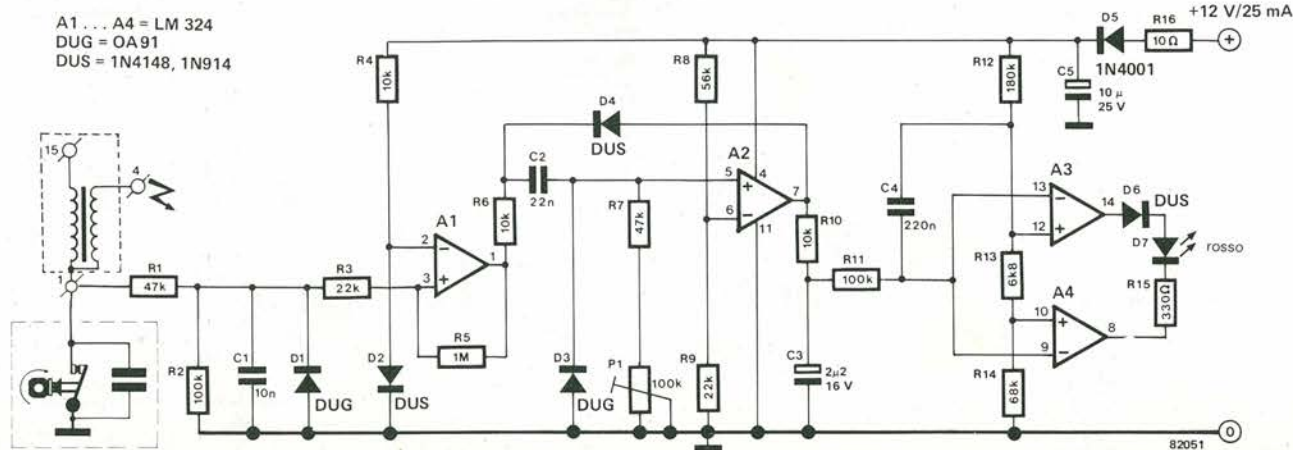 A1 . . . A4 = LM 324
DUG = OA91
DUS = 1N4148, 1N914
+12 V/25 mA
D5
R16
10Ω
+
1N4001
C5
10 µ
25 V
R4
10k
R8
56k
R12
180k
D4
DUS
15
4
1
C2
22n
R6
10k
A1
2
3
1
R7
47k
A2
5
6
4
7
11
R10
10k
C4
220n
A3
13
12
14
D6
DUS
D7
rosso
R1
47k
R3
22k
R11
100k
R13
6k8
A4
10
9
8
R15
330Ω
R5
1M
R2
100k
C1
10n
D1
DUG
D2
DUS
D3
DUG
P1
100k
R9
22k
C3
2µ2
16 V
R14
68k
0
82051